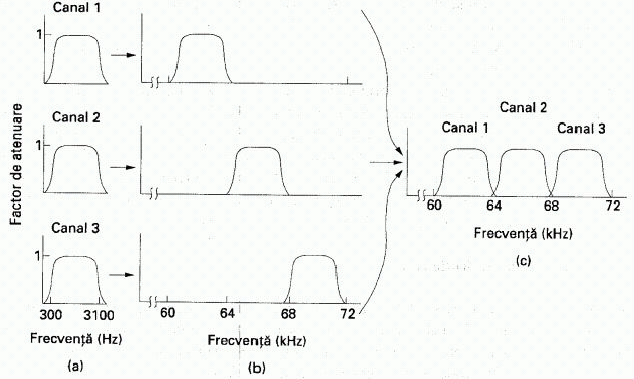 Canal 1
1
Canal 2
1
Canal 3
1
Factor de atenuare
300 3100
Frecvență (Hz)
(a)
60 64 68 72
Frecvență (kHz)
(b)
Canal 2
Canal 1 Canal 3
60 64 68 72
Frecvență (kHz)
(c)